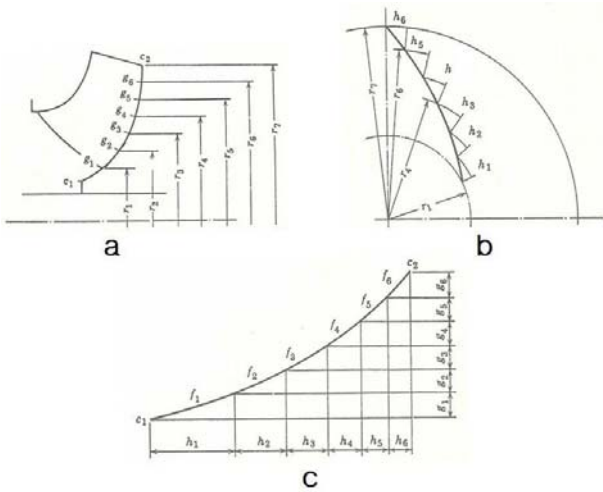 c₂
g₆
g₅
g₄
g₃
g₂
g₁
c₁
r₁
r₂
r₃
r₄
r₅
r₆
r₇
a
h₆
h₅
h
h₃
h₂
h₁
r₇
r₆
r₄
r₁
b
c₂
f₆
f₅
f₄
f₃
f₂
f₁
c₁
g₆
g₅
g₄
g₃
g₂
g₁
h₁ h₂ h₃ h₄ h₅ h₆
c